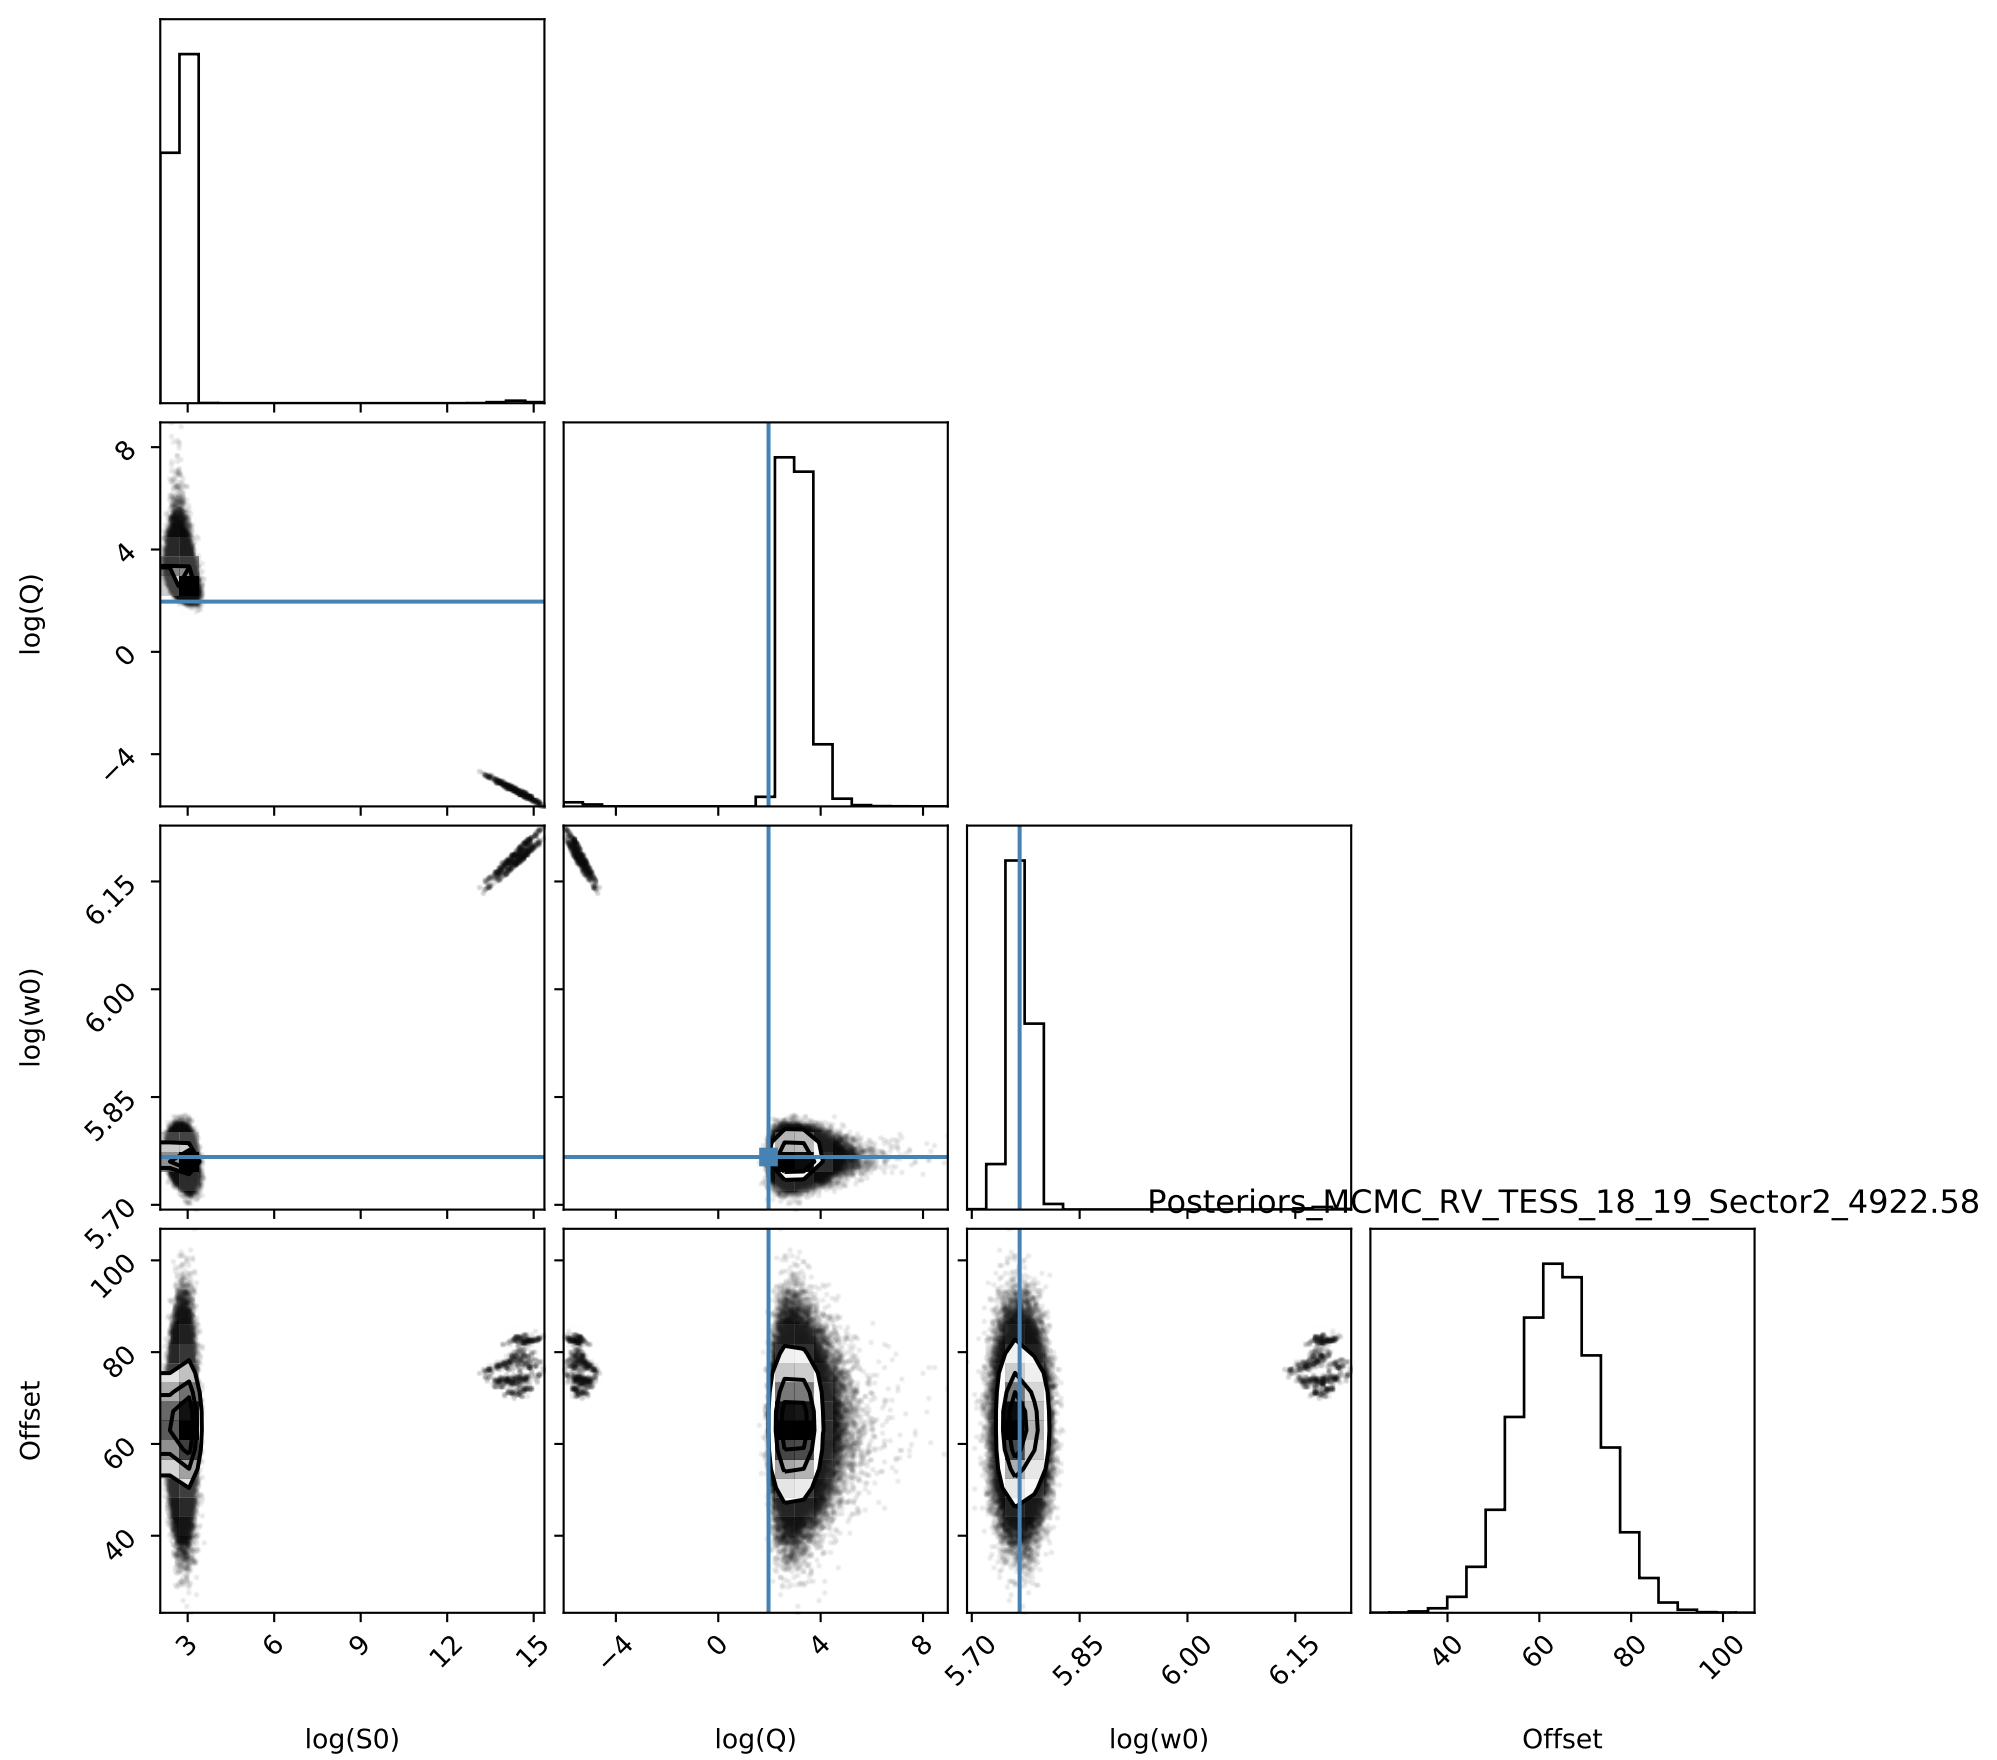 8
4
0
−4
log(Q)
6.15
6.00
5.85
5.70
log(w0)
Posteriors_MCMC_RV_TESS_18_19_Sector2_4922.58
100
80
60
40
Offset
3 6 9 12 15
−4 0 4 8
5.70 5.85 6.00 6.15
40 60 80 100
log(S0) log(Q) log(w0) Offset